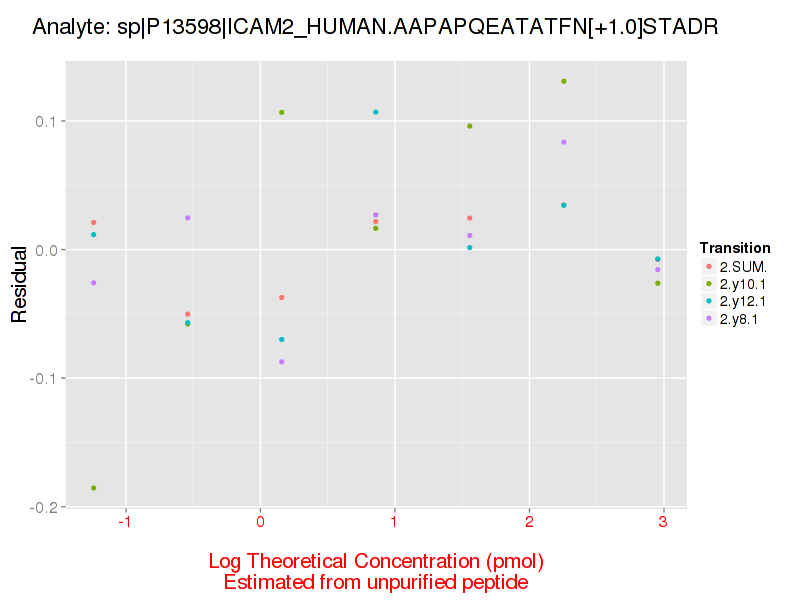 Analyte: sp|P13598|ICAM2_HUMAN.AAPAPQEATATFN[+1.0]STADR
Residual
0.1
0.0
-0.1
-0.2
-1 0 1 2 3
Log Theoretical Concentration (pmol)
Estimated from unpurified peptide
Transition
2.SUM.
2.y10.1
2.y12.1
2.y8.1